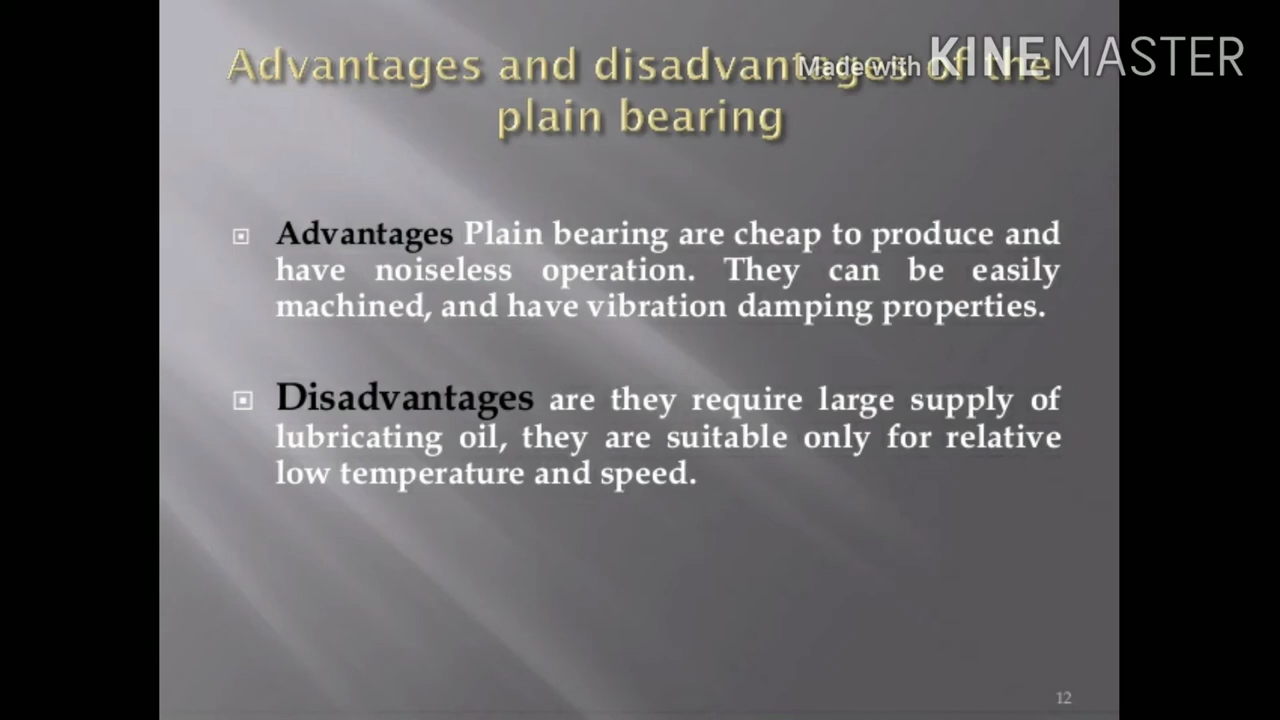 Advantages and disadvantages of the
Made with KINEMASTER
plain bearing
Advantages Plain bearing are cheap to produce and
have noiseless operation. They can be easily
machined, and have vibration damping properties.
Disadvantages are they require large supply of
lubricating oil, they are suitable only for relative
low temperature and speed.
12